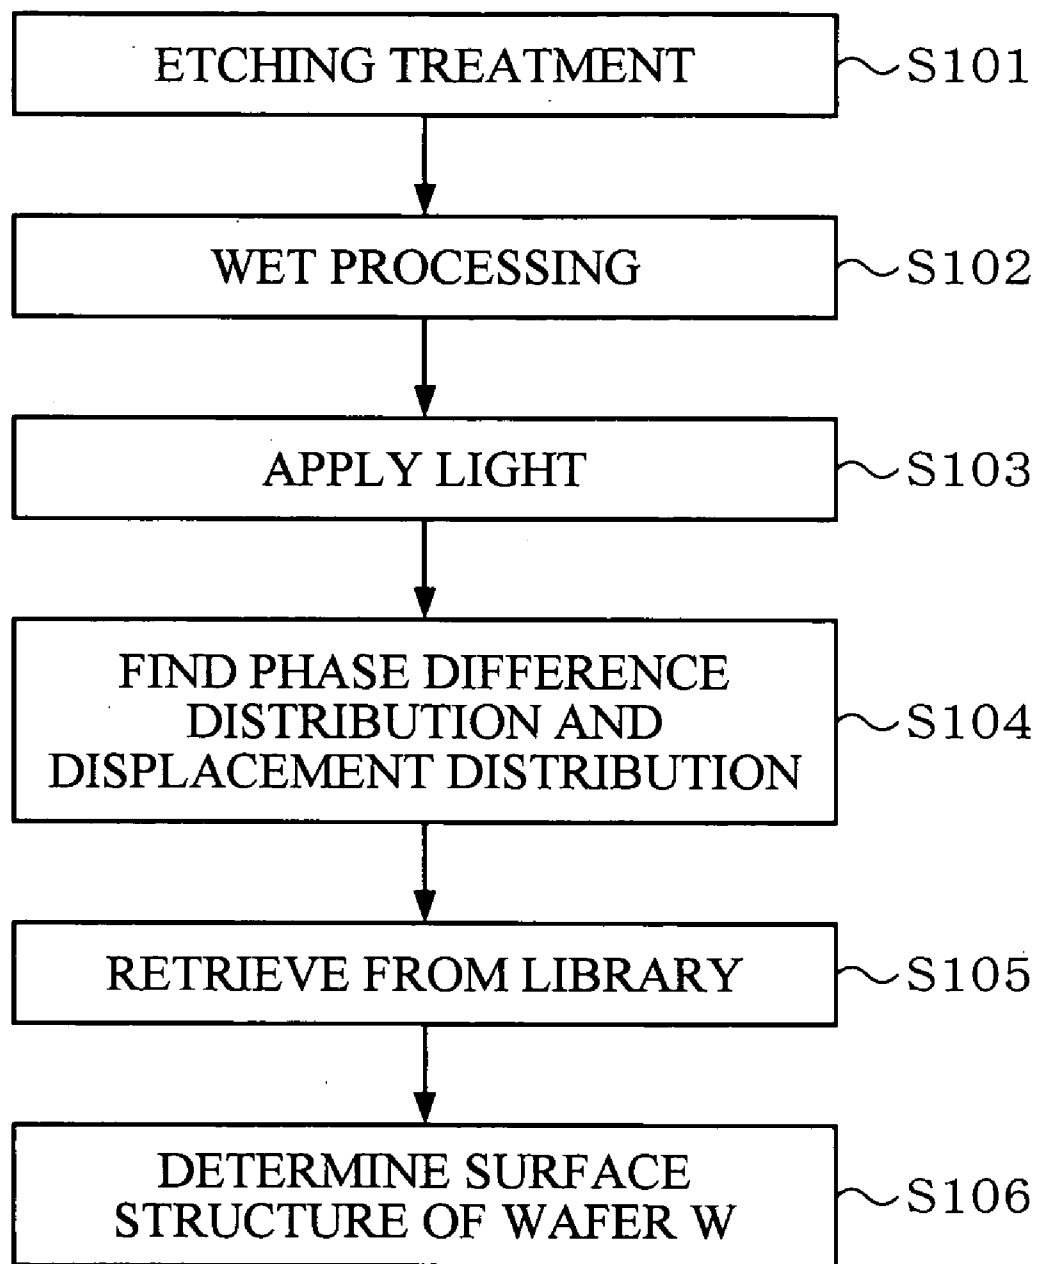 ETCHING TREATMENT
S101
WET PROCESSING
S102
APPLY LIGHT
S103
FIND PHASE DIFFERENCE
DISTRIBUTION AND
DISPLACEMENT DISTRIBUTION
S104
RETRIEVE FROM LIBRARY
S105
DETERMINE SURFACE
STRUCTURE OF WAFER W
S106